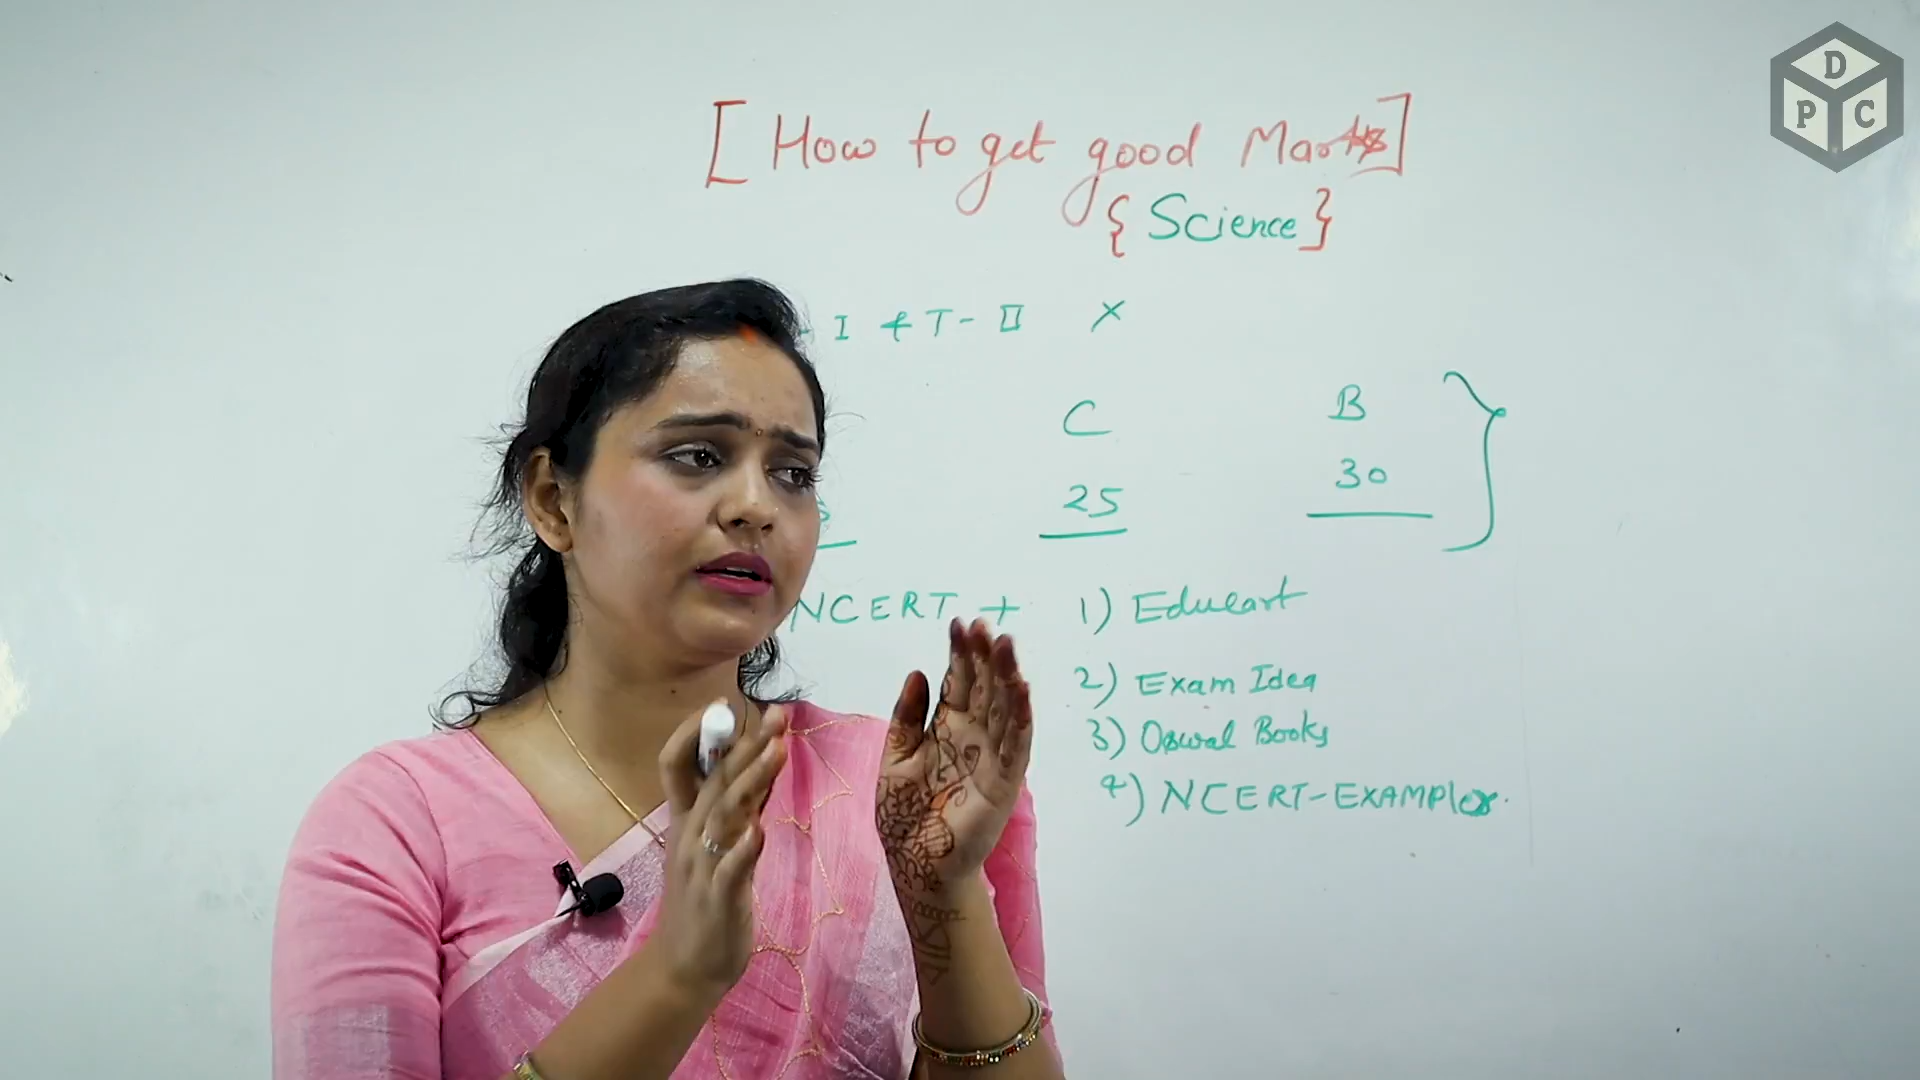 [How to get good Marks]
{Science}
I & T-II X
C B
25 30
NCERT + 1) Educart
2) Exam Idea
3) Oswal Books
4) NCERT-EXAMPLER.
D
P C